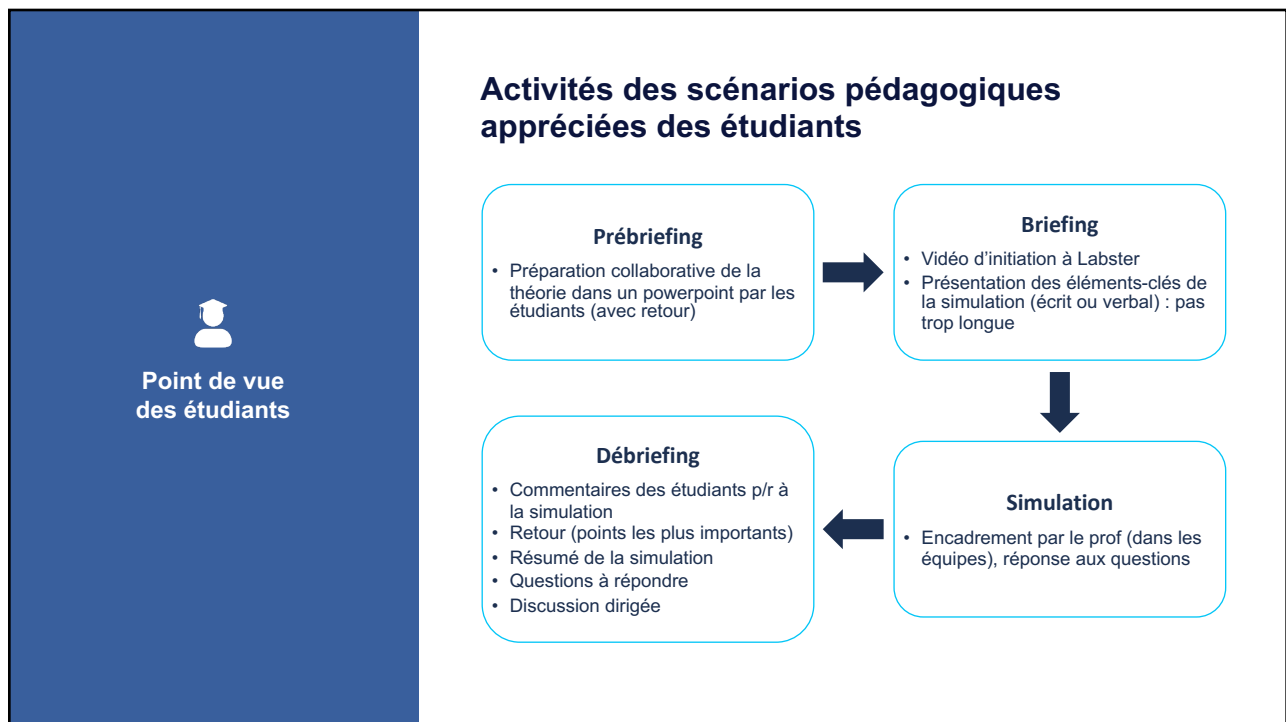 Activités des scénarios pédagogiques
appréciées des étudiants
Point de vue
des étudiants
Prébriefing
• Préparation collaborative de la
théorie dans un powerpoint par les
étudiants (avec retour)
Briefing
• Vidéo d'initiation à Labster
• Présentation des éléments-clés de
la simulation (écrit ou verbal) : pas
trop longue
Simulation
• Encadrement par le prof (dans les
équipes), réponse aux questions
Débriefing
• Commentaires des étudiants p/r à
la simulation
• Retour (points les plus importants)
• Résumé de la simulation
• Questions à répondre
• Discussion dirigée